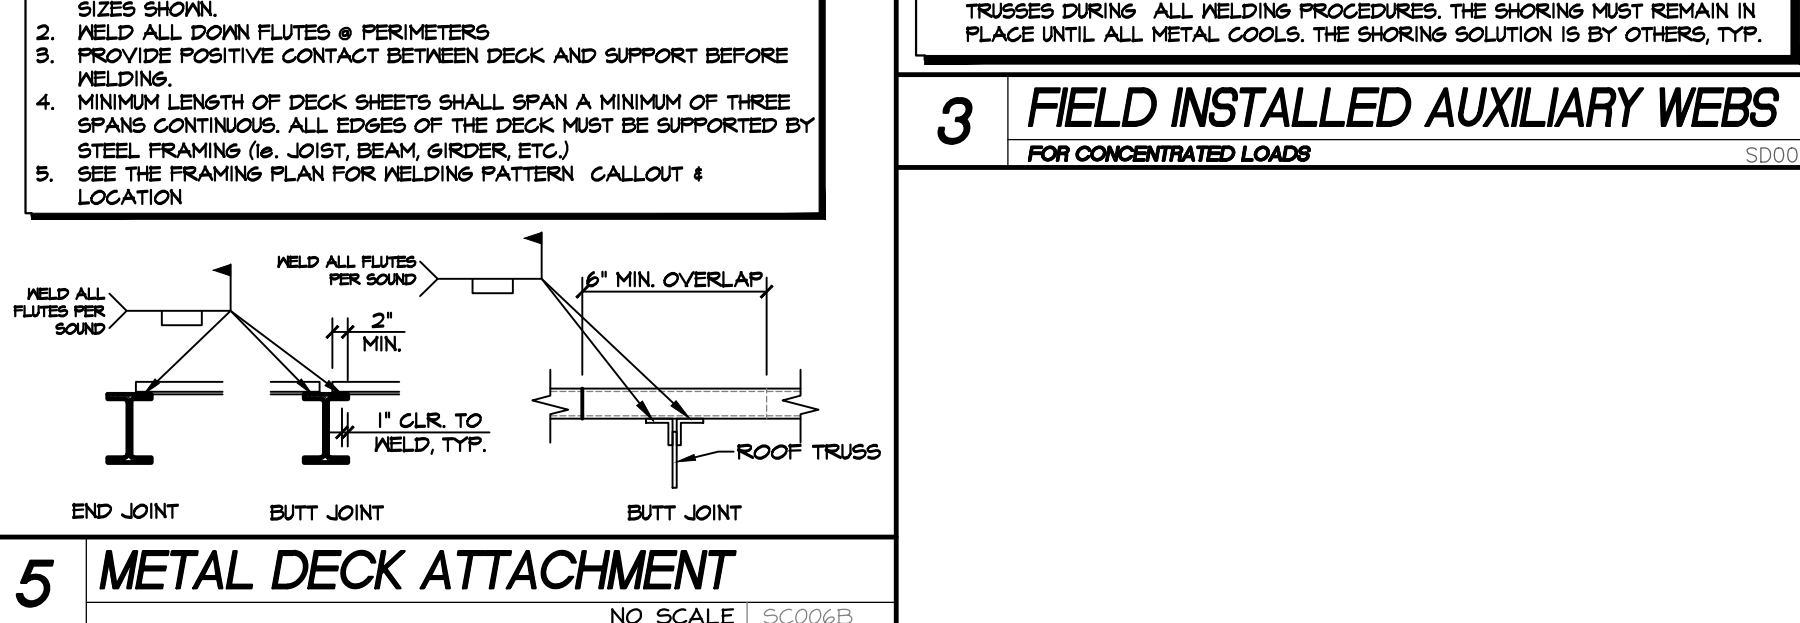 SIZES SHOWN.
2. WELD ALL DOWN FLUTES @ PERIMETERS
3. PROVIDE POSITIVE CONTACT BETWEEN DECK AND SUPPORT BEFORE
WELDING.
4. MINIMUM LENGTH OF DECK SHEETS SHALL SPAN A MINIMUM OF THREE
SPANS CONTINUOUS. ALL EDGES OF THE DECK MUST BE SUPPORTED BY
STEEL FRAMING (ie. JOIST, BEAM, GIRDER, ETC.)
5. SEE THE FRAMING PLAN FOR WELDING PATTERN CALLOUT &
LOCATION
WELD ALL
FLUTES PER
SOUND
WELD ALL FLUTES
PER SOUND
2"
MIN.
1" CLR. TO
WELD, TYP.
6" MIN. OVERLAP
ROOF TRUSS
END JOINT
BUTT JOINT
BUTT JOINT
5
METAL DECK ATTACHMENT
NO SCALE
SC006B
TRUSSES DURING ALL WELDING PROCEDURES. THE SHORING MUST REMAIN IN
PLACE UNTIL ALL METAL COOLS. THE SHORING SOLUTION IS BY OTHERS, TYP.
3
FIELD INSTALLED AUXILIARY WEBS
FOR CONCENTRATED LOADS
SD00